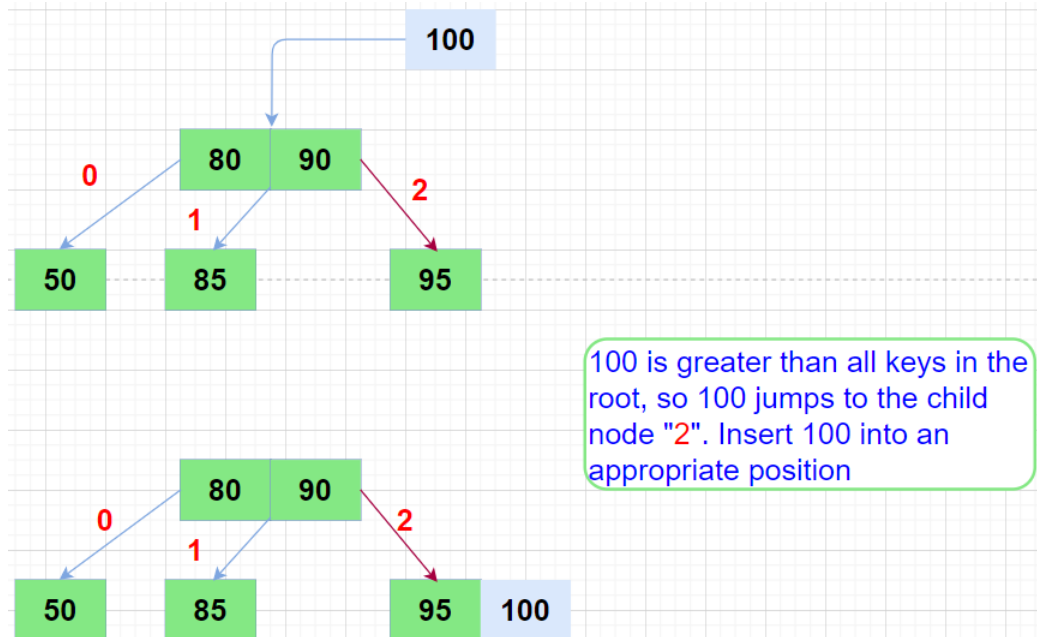 100
80 90
0
2
1
50 85 95
100 is greater than all keys in the
root, so 100 jumps to the child
node "2". Insert 100 into an
appropriate position
80 90
0
2
1
50 85 95 100